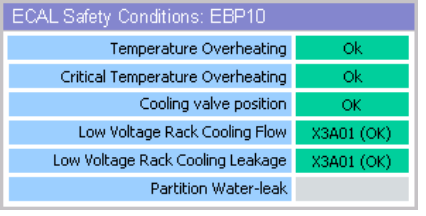 ECAL Safety Conditions: EBP10
Temperature Overheating Ok
Critical Temperature Overheating Ok
Cooling valve position OK
Low Voltage Rack Cooling Flow X3A01 (OK)
Low Voltage Rack Cooling Leakage X3A01 (OK)
Partition Water-leak